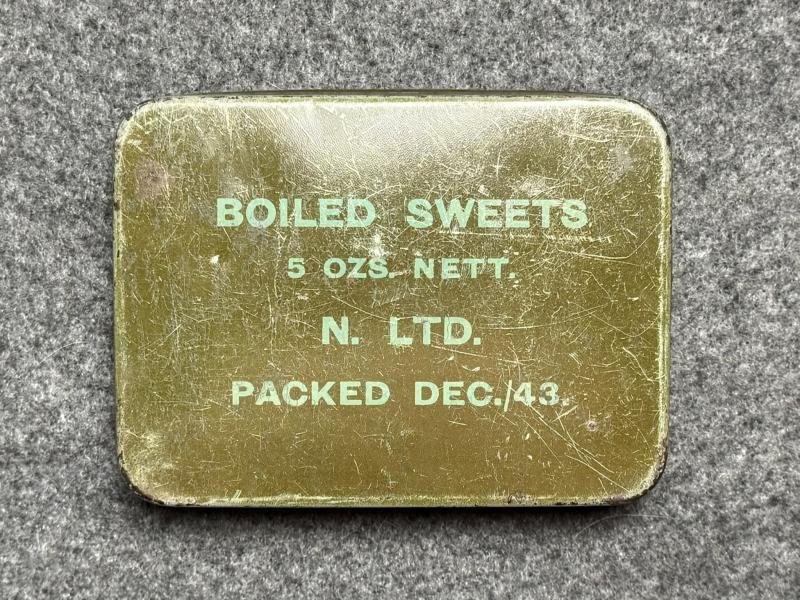 BOILED SWEETS
5 OZS. NETT.
N. LTD.
PACKED DEC./43.